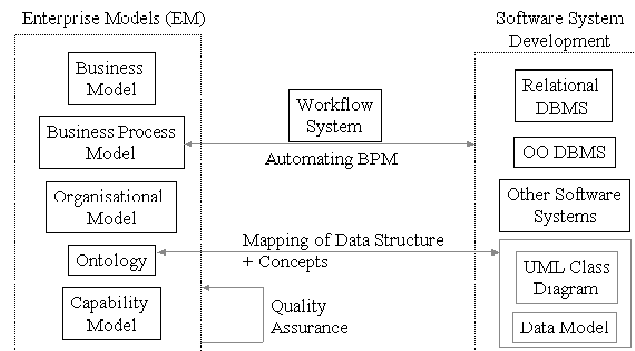 Enterprise Models (EM)
Business
Model
Business Process
Model
Organisational
Model
Ontology
Capability
Model
Workflow
System
Automating BPM
Mapping of Data Structure
+ Concepts
Quality
Assurance
Software System
Development
Relational
DBMS
OO DBMS
Other Software
Systems
UML Class
Diagram
Data Model